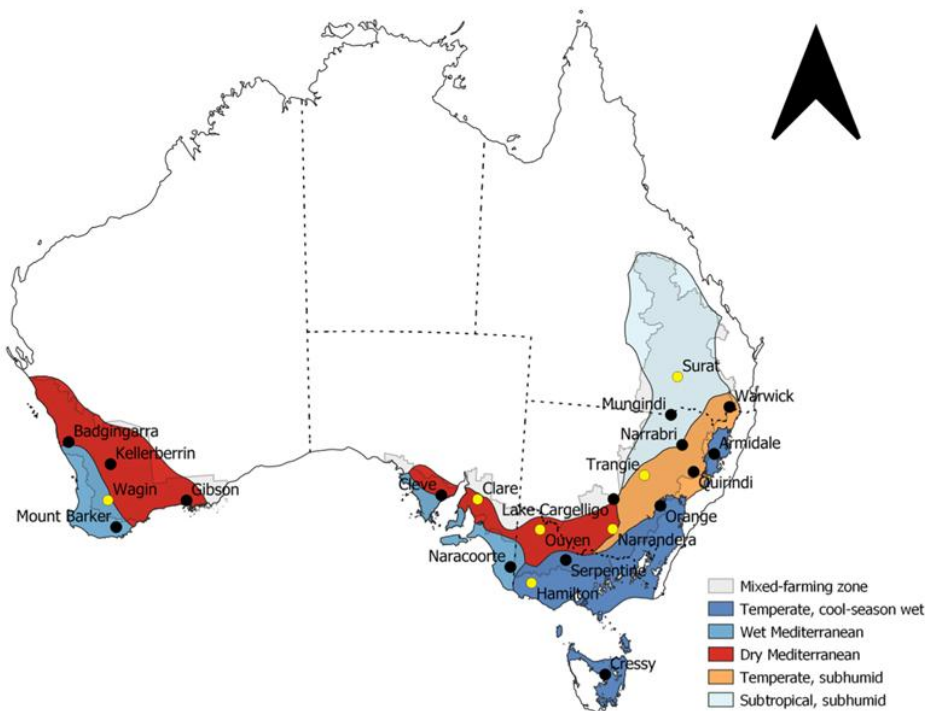 Surat
Mungindi
Warwick
Narrabri
Armidale
Trangie
Quirindi
Badgingarra
Kellerberrin
Wagin
Gibson
Mount Barker
Cleve
Clare
Lake Cargelligo
Orange
Ouyen
Narrandera
Naracoorte
Serpentine
Hamilton
Cressy
Mixed-farming zone
Temperate, cool-season wet
Wet Mediterranean
Dry Mediterranean
Temperate, subhumid
Subtropical, subhumid